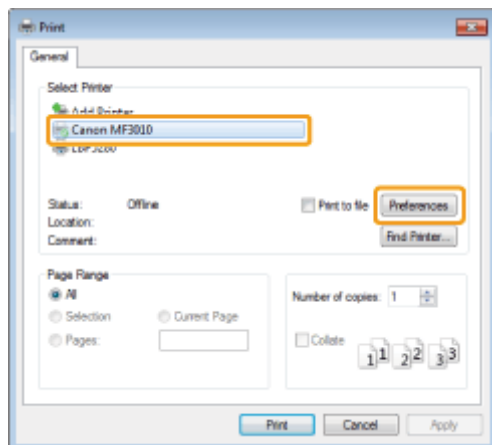 Print
General
Select Printer
Add Printer
Canon MF3010
Status: Offline
Print to file
Preferences
Location:
Comment:
Find Printer...
Page Range
All
Selection
Current Page
Pages:
Number of copies: 1
Collate
1 1 2 2 3 3
Print
Cancel
Apply